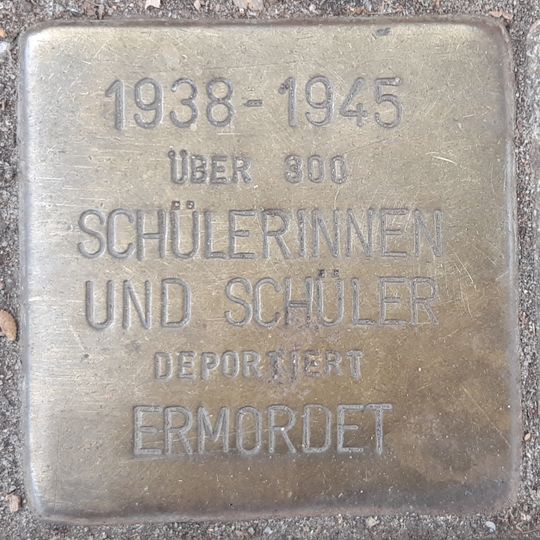 1938-1945
ÜBER 300
SCHÜLERINNEN
UND SCHÜLER
DEPORTIERT
ERMORDET